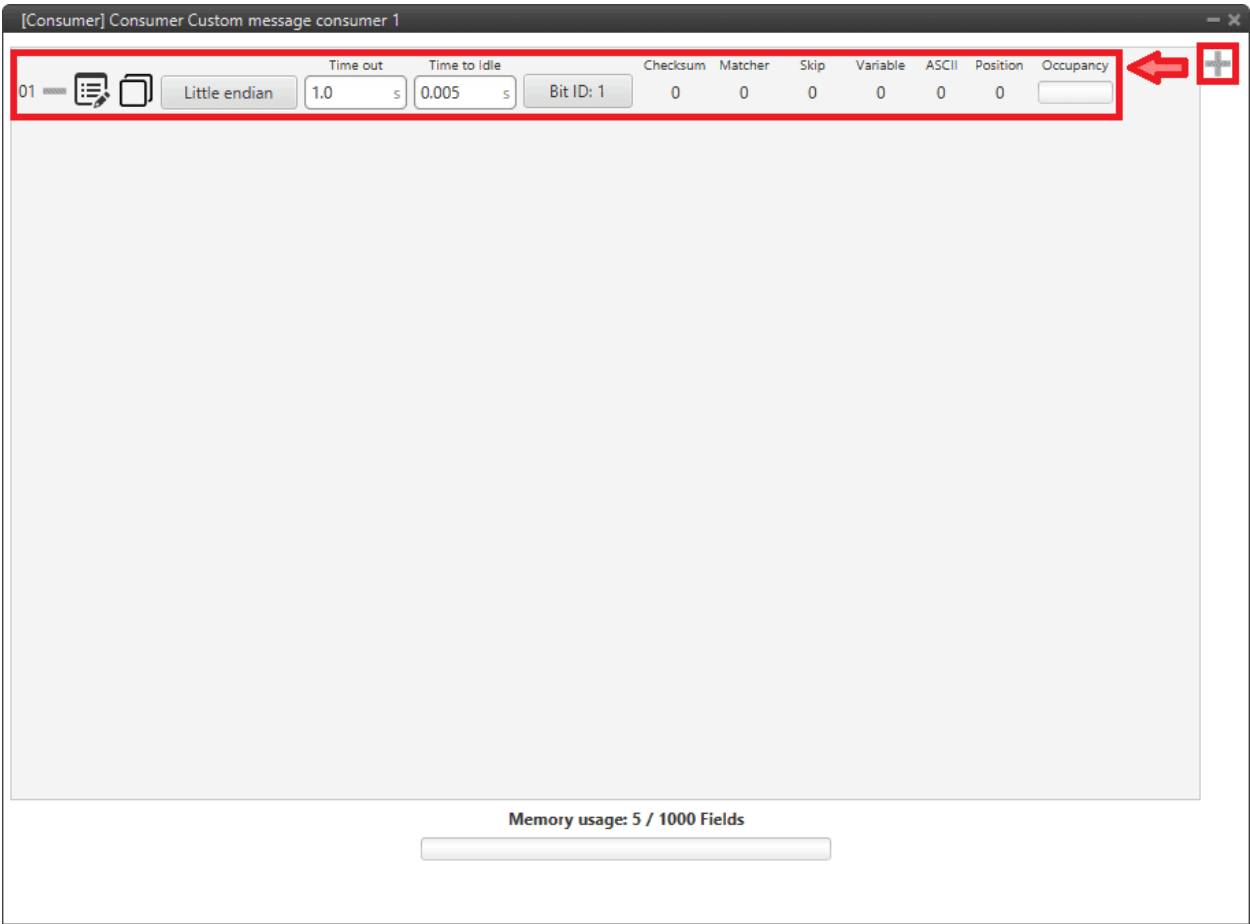 [Consumer] Consumer Custom message consumer 1
Time out Time to Idle Checksum Matcher Skip Variable ASCII Position Occupancy
01 Little endian 1.0 s 0.005 s Bit ID: 1 0 0 0 0 0 0
Memory usage: 5 / 1000 Fields